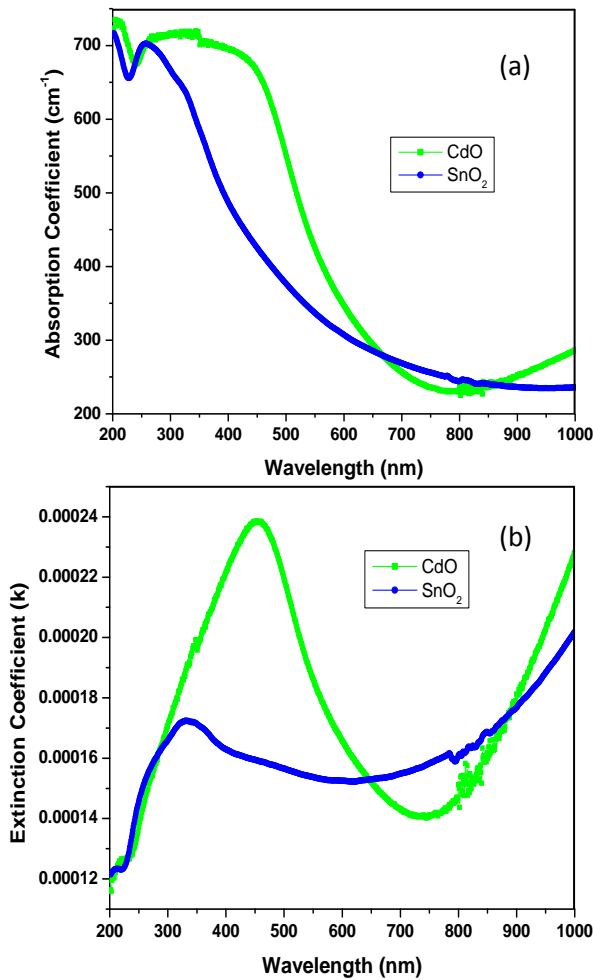 (a)
700
600
500
400
300
200
Absorption Coefficient (cm⁻¹)
CdO
SnO₂
200 300 400 500 600 700 800 900 1000
Wavelength (nm)
(b)
0.00024
0.00022
0.00020
0.00018
0.00016
0.00014
0.00012
Extinction Coefficient (k)
CdO
SnO₂
200 300 400 500 600 700 800 900 1000
Wavelength (nm)